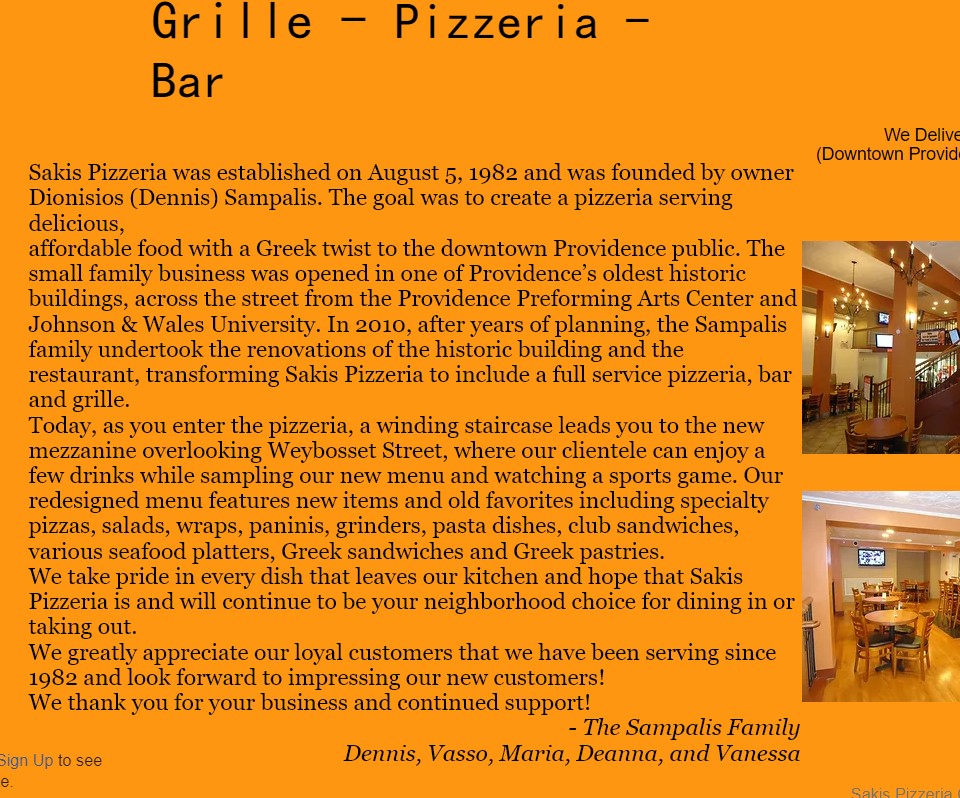 Grille - Pizzeria -
Bar
We Delive
(Downtown Provid
Sakis Pizzeria was established on August 5, 1982 and was founded by owner
Dionisios (Dennis) Sampalis. The goal was to create a pizzeria serving
delicious,
affordable food with a Greek twist to the downtown Providence public. The
small family business was opened in one of Providence’s oldest historic
buildings, across the street from the Providence Preforming Arts Center and
Johnson & Wales University. In 2010, after years of planning, the Sampalis
family undertook the renovations of the historic building and the
restaurant, transforming Sakis Pizzeria to include a full service pizzeria, bar
and grille.
Today, as you enter the pizzeria, a winding staircase leads you to the new
mezzanine overlooking Weybosset Street, where our clientele can enjoy a
few drinks while sampling our new menu and watching a sports game. Our
redesigned menu features new items and old favorites including specialty
pizzas, salads, wraps, paninis, grinders, pasta dishes, club sandwiches,
various seafood platters, Greek sandwiches and Greek pastries.
We take pride in every dish that leaves our kitchen and hope that Sakis
Pizzeria is and will continue to be your neighborhood choice for dining in or
taking out.
We greatly appreciate our loyal customers that we have been serving since
1982 and look forward to impressing our new customers!
We thank you for your business and continued support!
- The Sampalis Family
Dennis, Vasso, Maria, Deanna, and Vanessa
Sign Up to see
e.
Sakis Pizzeria